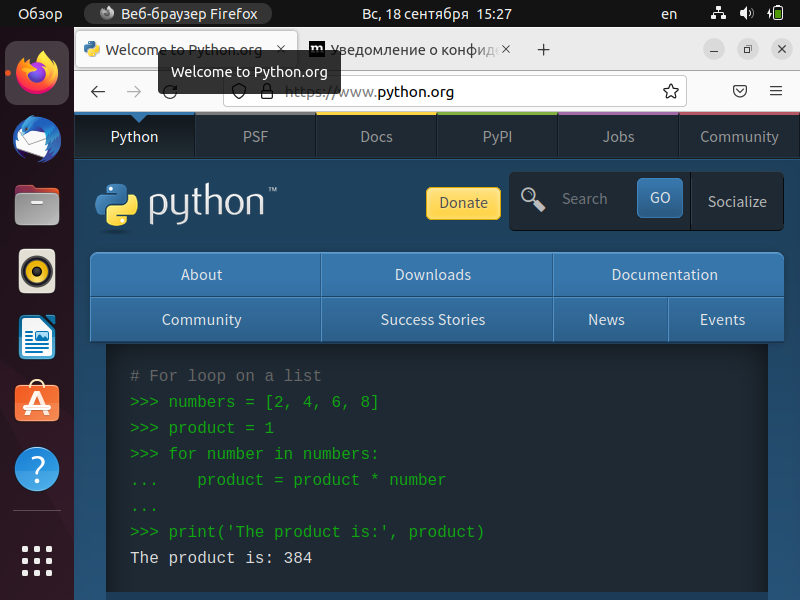 Обзор
Веб-браузер Firefox
Вс, 18 сентября 15:27
en
Welcome to Python.org
Уведомление о конфид
Welcome to Python.org
https://www.python.org
Python
PSF
Docs
PyPI
Jobs
Community
python™
Donate
Search
GO
Socialize
About
Downloads
Documentation
Community
Success Stories
News
Events
# For loop on a list
>>> numbers = [2, 4, 6, 8]
>>> product = 1
>>> for number in numbers:
...    product = product * number
...
>>> print('The product is:', product)
The product is: 384